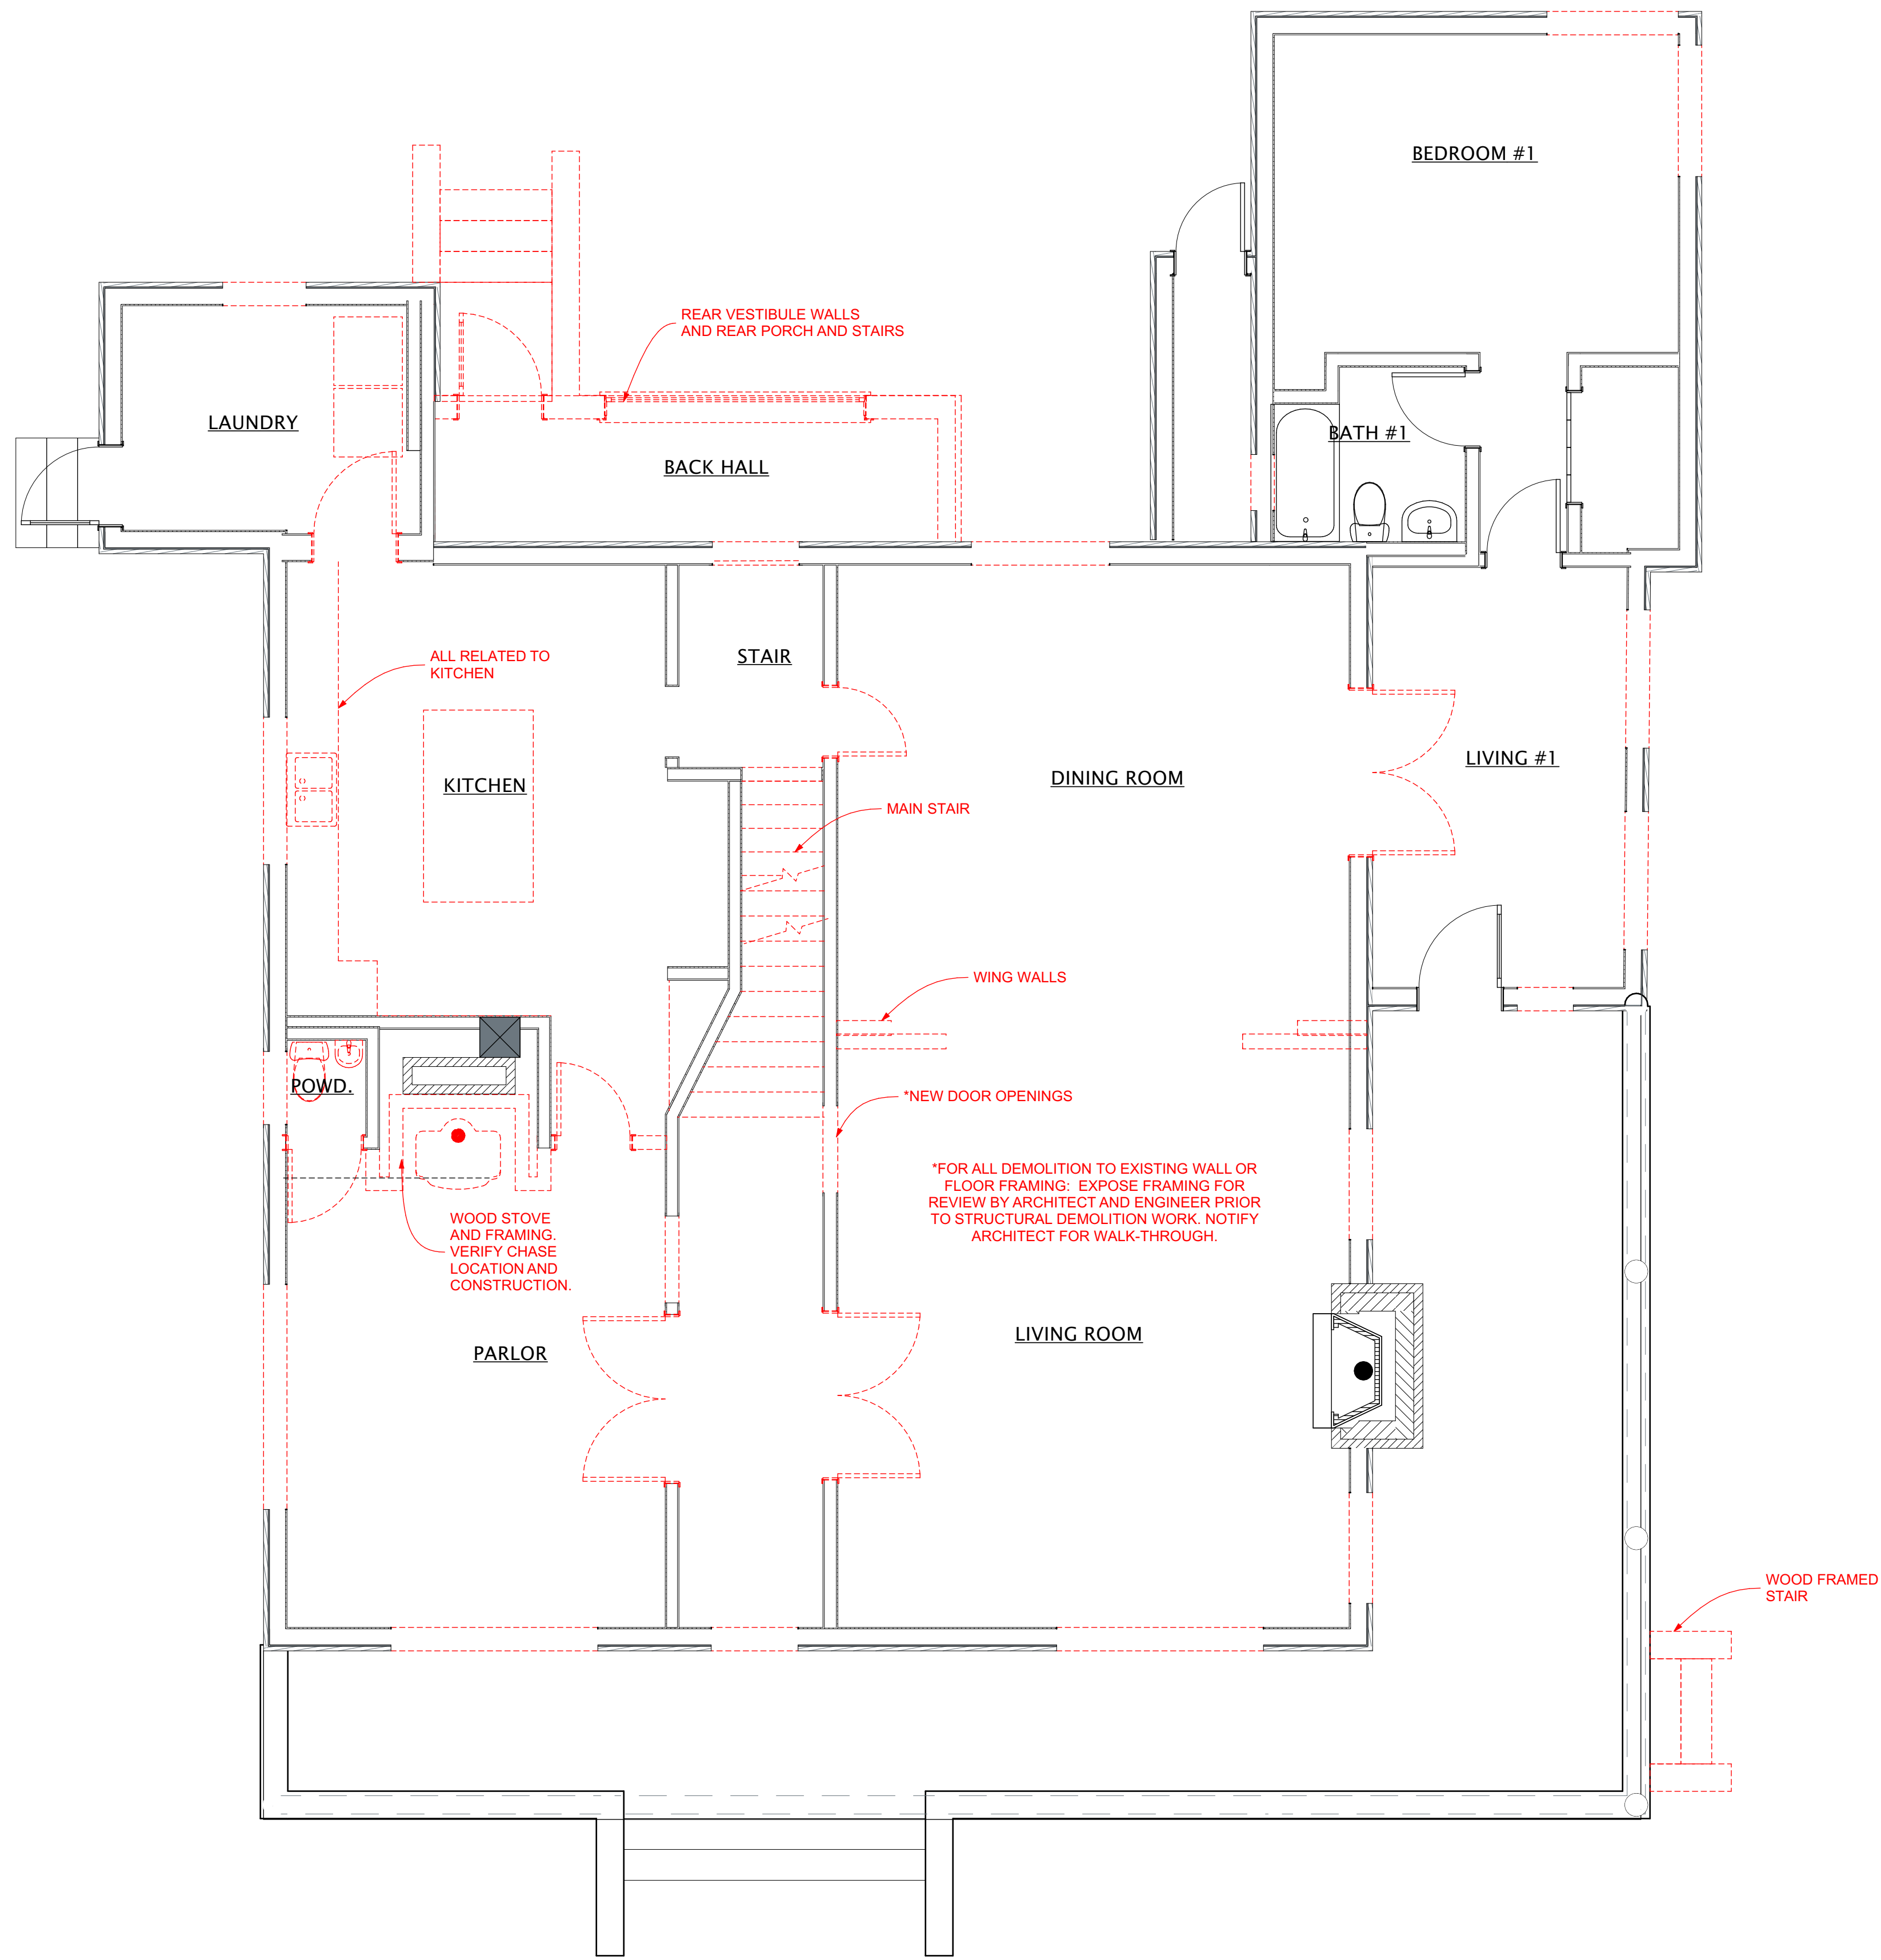 BEDROOM #1
REAR VESTIBULE WALLS
AND REAR PORCH AND STAIRS
LAUNDRY
BATH #1
BACK HALL
ALL RELATED TO
KITCHEN
STAIR
LIVING #1
DINING ROOM
KITCHEN
MAIN STAIR
WING WALLS
POWD.
*NEW DOOR OPENINGS
*FOR ALL DEMOLITION TO EXISTING WALL OR
FLOOR FRAMING: EXPOSE FRAMING FOR
REVIEW BY ARCHITECT AND ENGINEER PRIOR
TO STRUCTURAL DEMOLITION WORK. NOTIFY
ARCHITECT FOR WALK-THROUGH.
WOOD STOVE
AND FRAMING.
VERIFY CHASE
LOCATION AND
CONSTRUCTION.
LIVING ROOM
PARLOR
WOOD FRAMED
STAIR